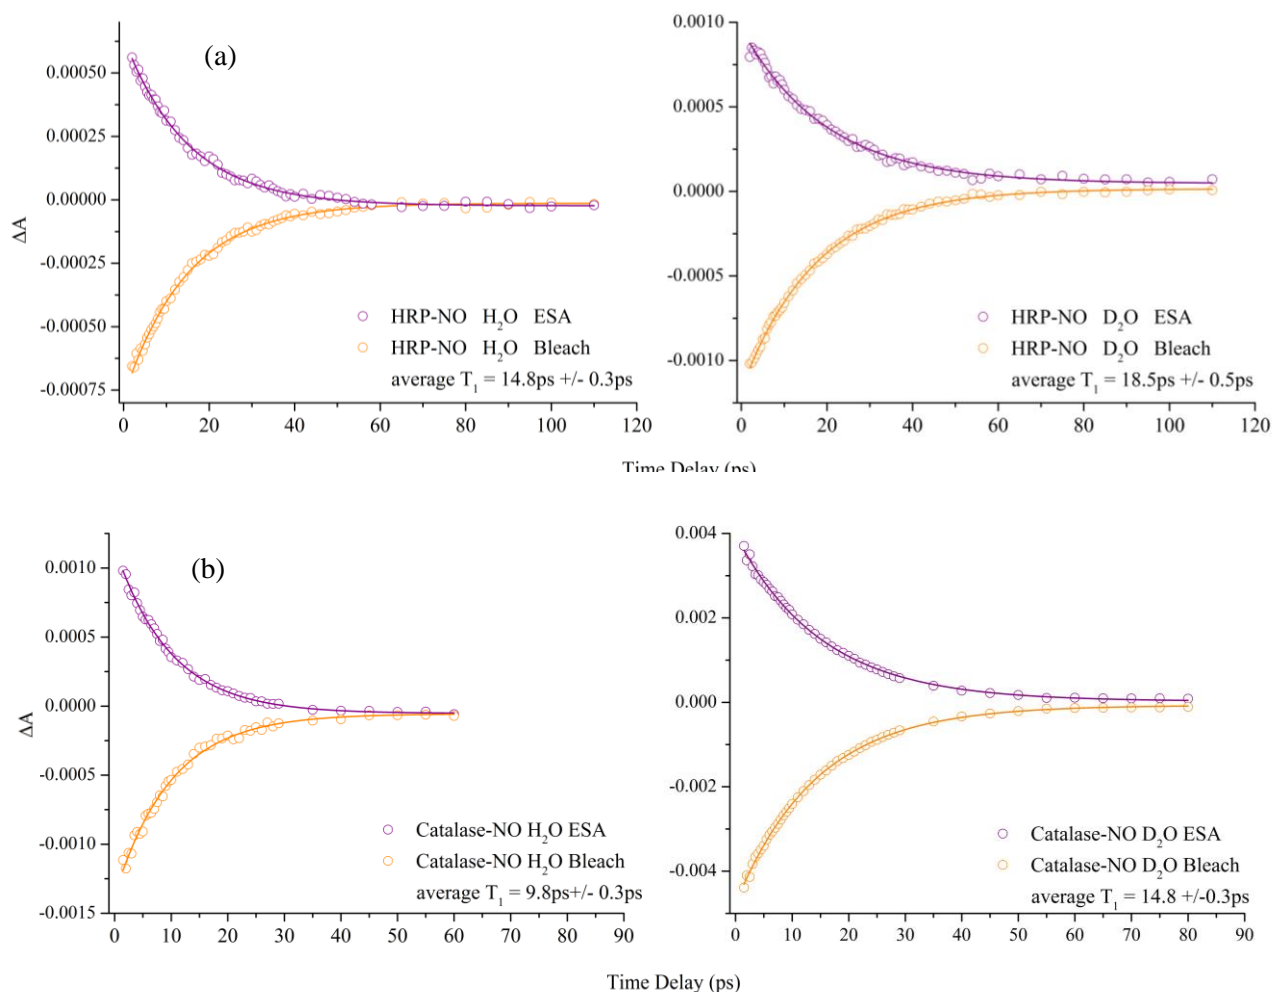 (a)
0.00050
0.00025
0.00000
-0.00025
-0.00050
-0.00075
ΔA
HRP-NO H₂O ESA
HRP-NO H₂O Bleach
average T₁ = 14.8ps +/- 0.3ps
0 20 40 60 80 100 120
0.0010
0.0005
0.0000
-0.0005
-0.0010
HRP-NO D₂O ESA
HRP-NO D₂O Bleach
average T₁ = 18.5ps +/- 0.5ps
0 20 40 60 80 100 120
Time Delay (ps)
(b)
0.0010
0.0005
0.0000
-0.0005
-0.0010
-0.0015
ΔA
Catalase-NO H₂O ESA
Catalase-NO H₂O Bleach
average T₁ = 9.8ps+/- 0.3ps
0 10 20 30 40 50 60 70 80 90
0.004
0.002
0.000
-0.002
-0.004
Catalase-NO D₂O ESA
Catalase-NO D₂O Bleach
average T₁ = 14.8 +/-0.3ps
0 10 20 30 40 50 60 70 80 90
Time Delay (ps)